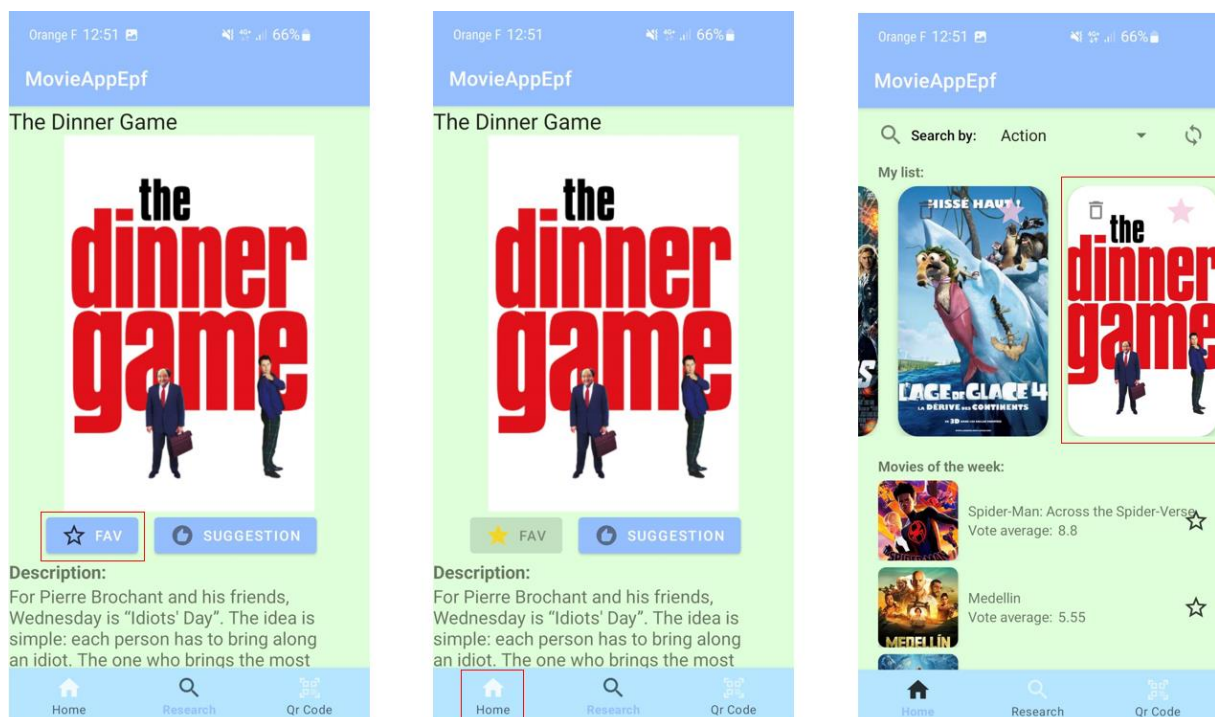 Orange F 12:51 66%
MovieAppEpf
The Dinner Game
the
dinner
game
FAV SUGGESTION
Description:
For Pierre Brochant and his friends,
Wednesday is “Idiots' Day”. The idea is
simple: each person has to bring along
an idiot. The one who brings the most
Home Research Qr Code
Orange F 12:51 66%
MovieAppEpf
The Dinner Game
the
dinner
game
FAV SUGGESTION
Description:
For Pierre Brochant and his friends,
Wednesday is “Idiots' Day”. The idea is
simple: each person has to bring along
an idiot. The one who brings the most
Home Research Qr Code
Orange F 12:51 66%
MovieAppEpf
Search by: Action
My list:
HISSE HAUT !
L'AGE DE GLACE 4
LA DÉRIVE DES CONTINENTS
the
dinner
game
Movies of the week:
Spider-Man: Across the Spider-Verse
Vote average: 8.8
Medellin
Vote average: 5.55
MEDELLÍN
Home Research Qr Code